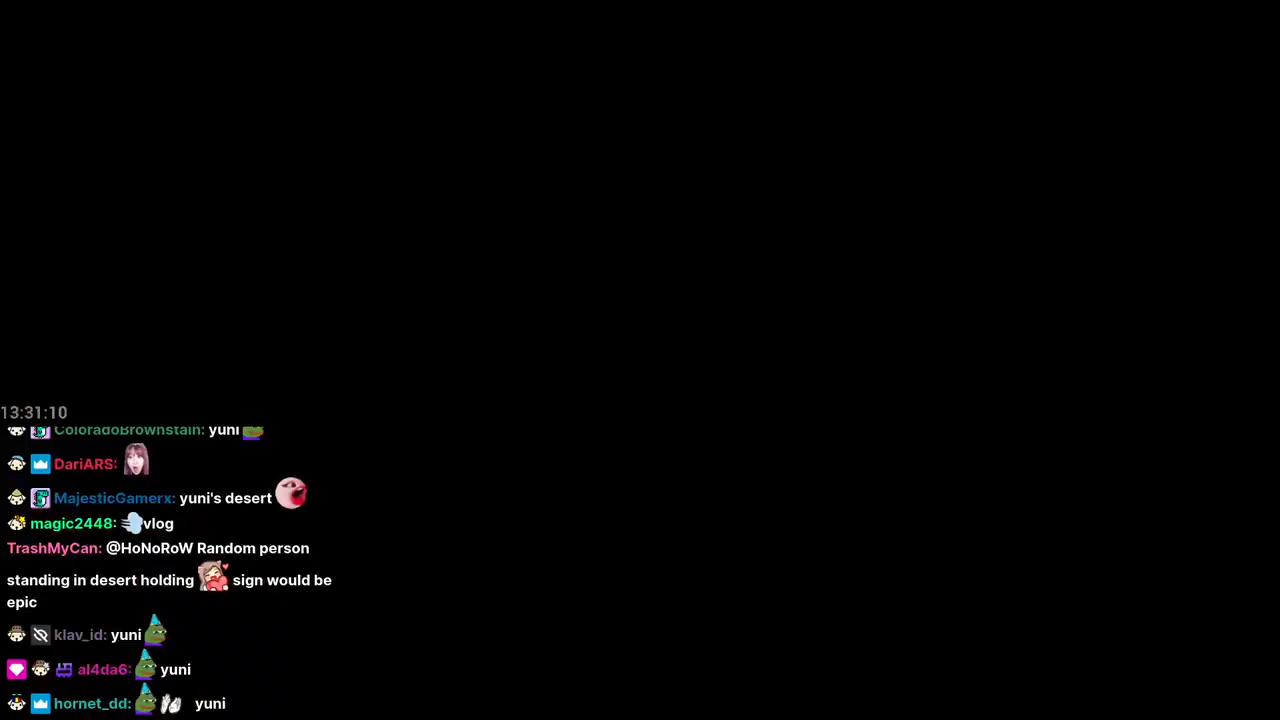 13:31:10
ColoradoBrownstain: yuni
DariARS:
MajesticGamerx: yuni's desert
magic2448: vlog
TrashMyCan: @HoNoRoW Random person
standing in desert holding sign would be
epic
klav_id: yuni
al4da6: yuni
hornet_dd: yuni